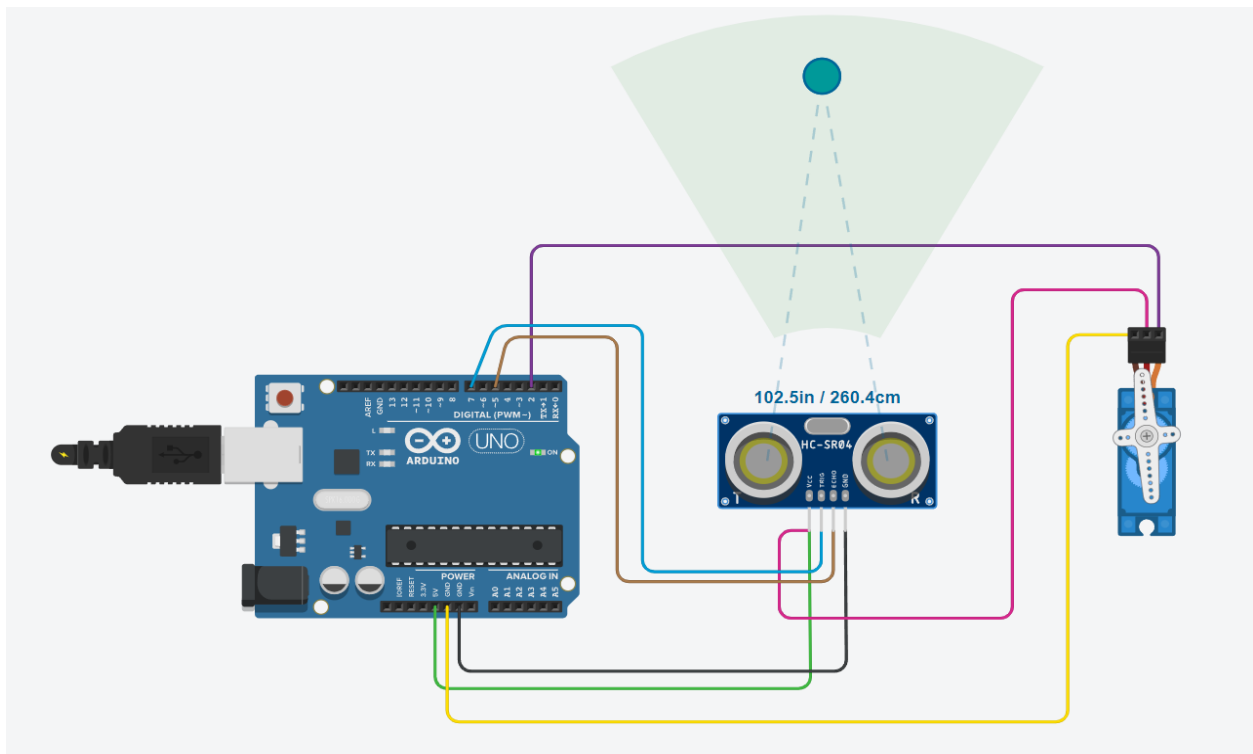 102.5in / 260.4cm
HC-SR04
VCC
TRIG
ECHO
GND
T
R
AREF
GND
13
12
~11
~10
~9
8
7
~6
~5
4
~3
2
TX→1
RX←0
DIGITAL (PWM~)
L
TX
RX
ARDUINO
UNO
ON
POWER
ANALOG IN
IOREF
RESET
3.3V
5V
GND
GND
Vin
A0
A1
A2
A3
A4
A5